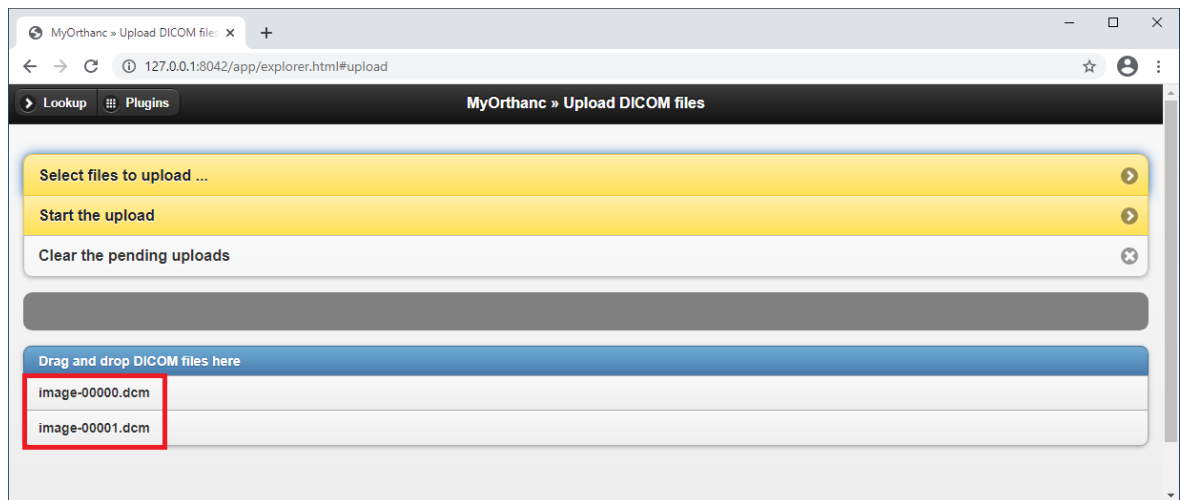 MyOrthanc » Upload DICOM file
127.0.0.1:8042/app/explorer.html#upload
Lookup Plugins MyOrthanc » Upload DICOM files
Select files to upload ...
Start the upload
Clear the pending uploads
Drag and drop DICOM files here
image-00000.dcm
image-00001.dcm